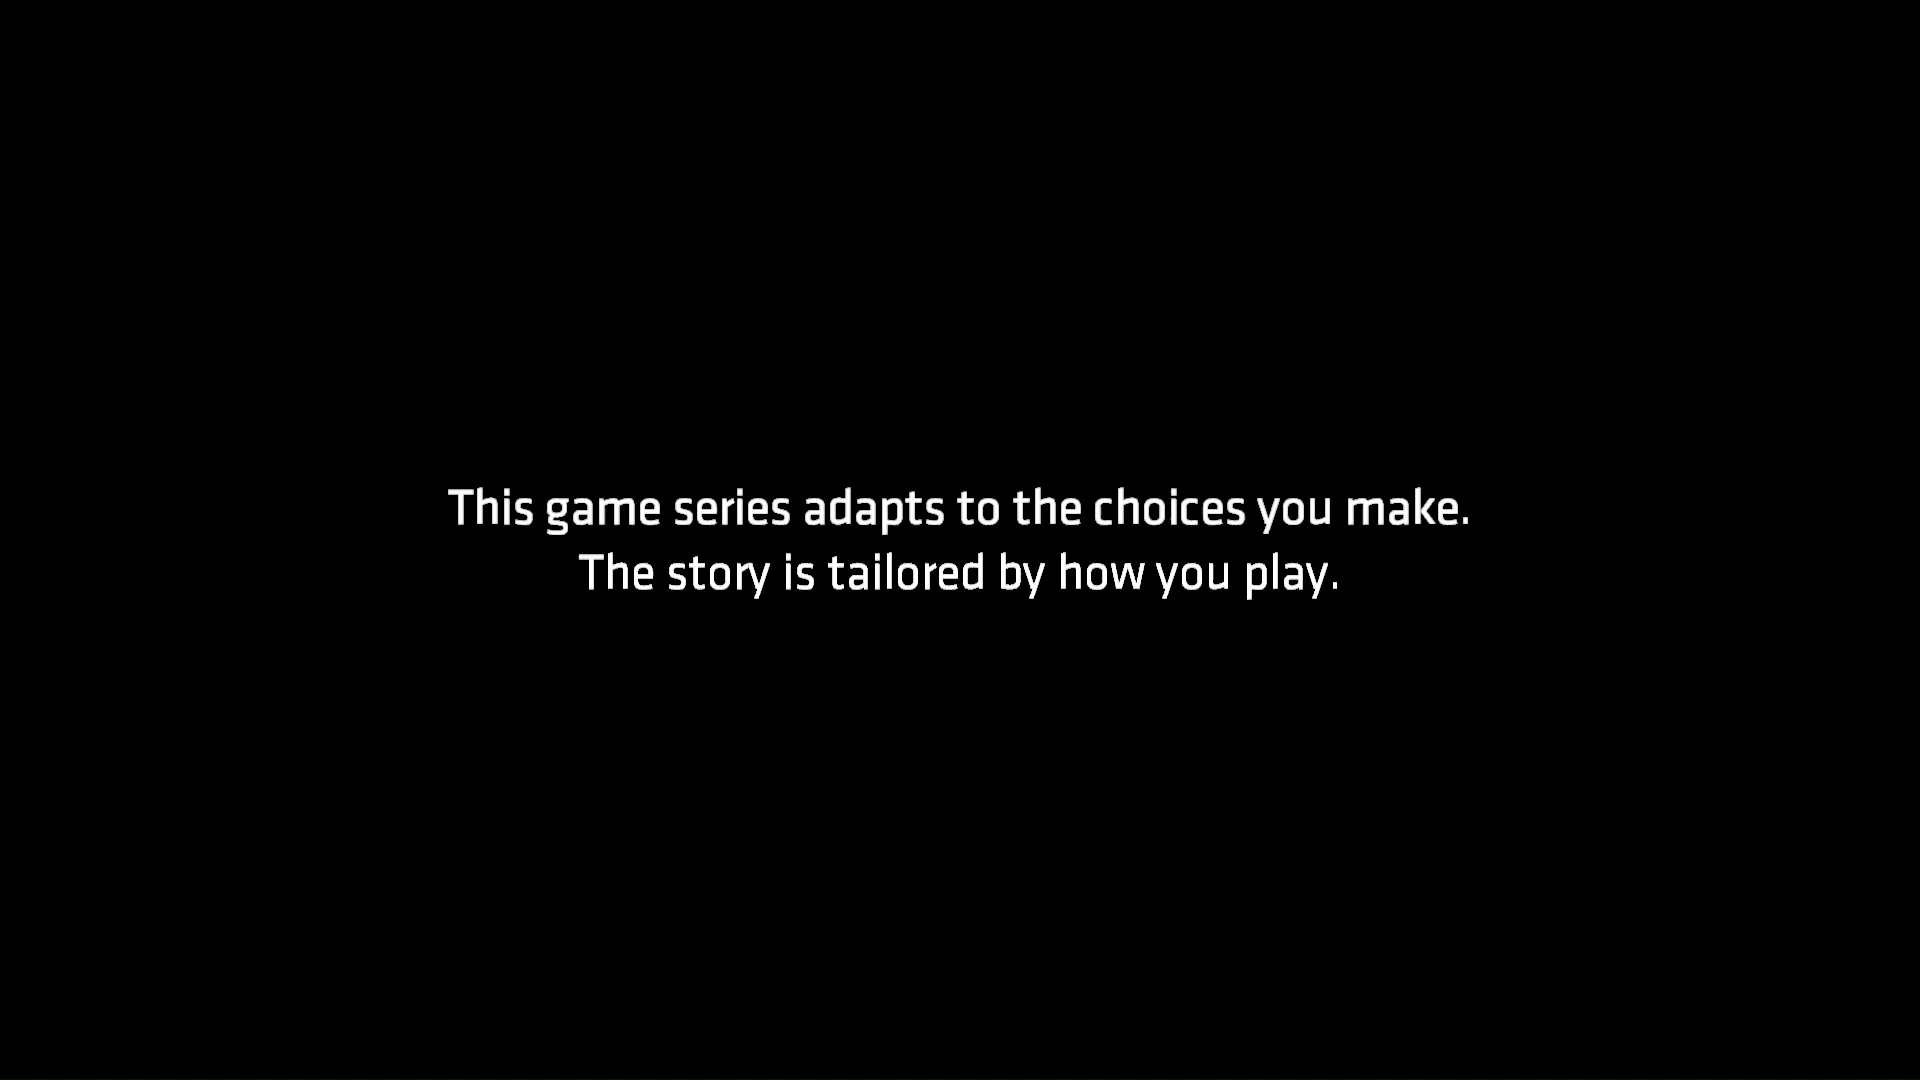 This game series adapts to the choices you make.
The story is tailored by how you play.